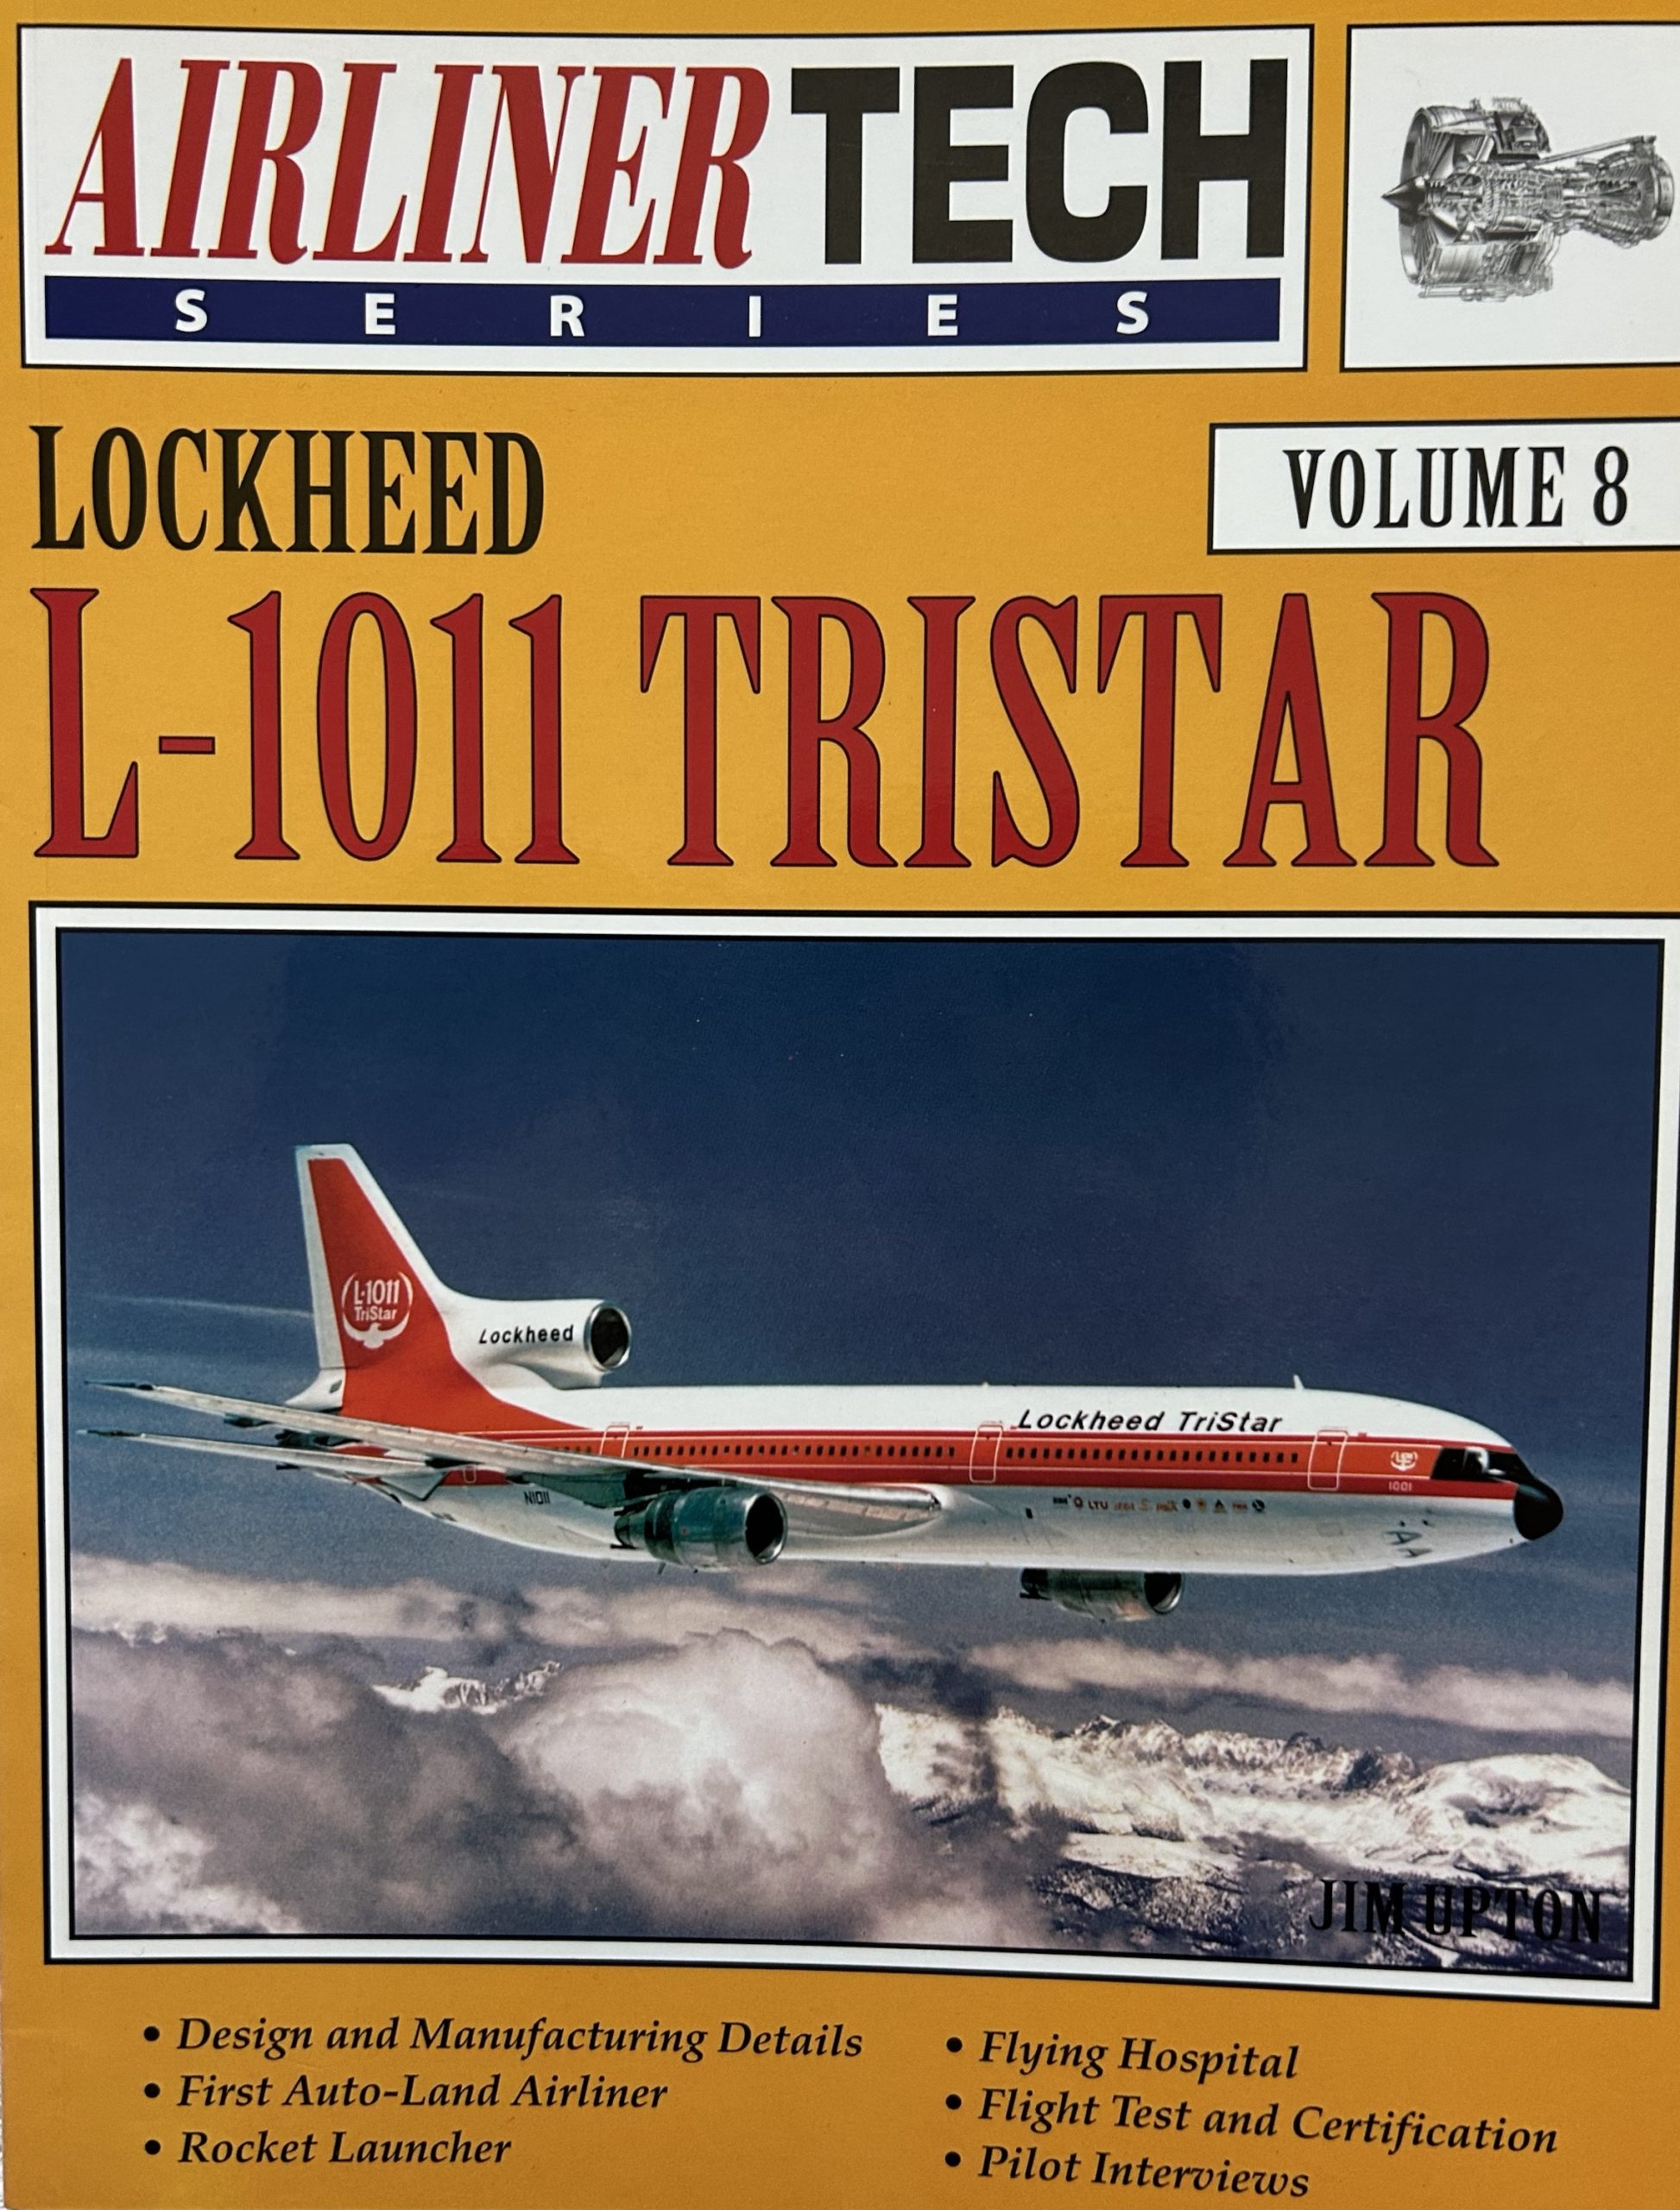 AIRLINER TECH
SERIES
LOCKHEED
VOLUME 8
L-1011 TRISTAR
L-1011
TriStar
Lockheed
Lockheed TriStar
1001
N1011
LTU
JIM UPTON
• Design and Manufacturing Details
• First Auto-Land Airliner
• Rocket Launcher
• Flying Hospital
• Flight Test and Certification
• Pilot Interviews